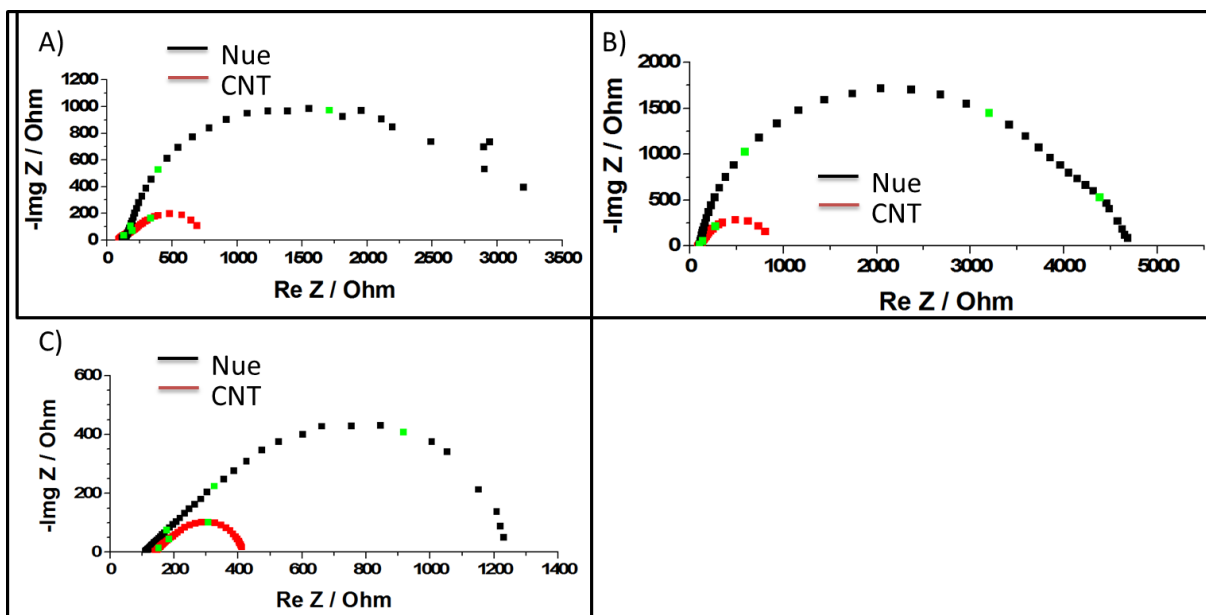 A)
Nue
CNT
1200
1000
800
600
400
200
0
0 500 1000 1500 2000 2500 3000 3500
-Img Z / Ohm
Re Z / Ohm
B)
2000
1500
1000
500
0
0 1000 2000 3000 4000 5000
Nue
CNT
-Img Z / Ohm
Re Z / Ohm
C)
Nue
CNT
600
400
200
0
0 200 400 600 800 1000 1200 1400
-Img Z / Ohm
Re Z / Ohm